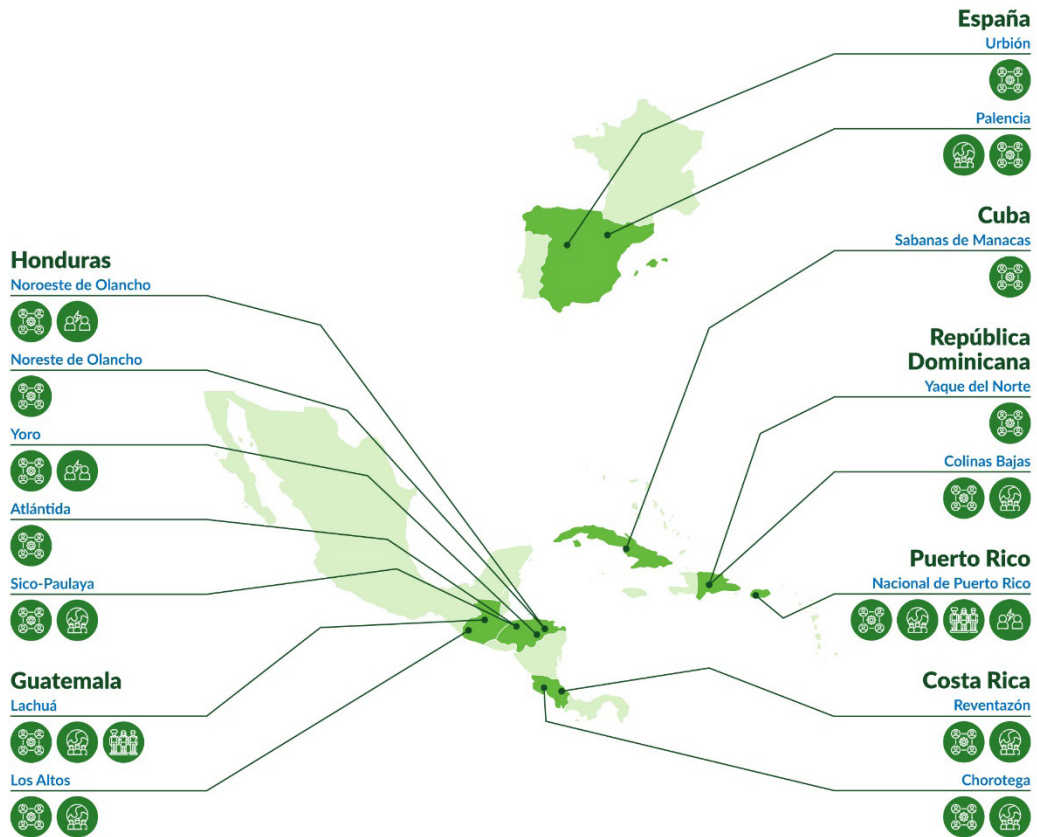 España
Urbión
Palencia
Cuba
Sabanas de Manacas
República
Dominicana
Yaque del Norte
Colinas Bajas
Puerto Rico
Nacional de Puerto Rico
Costa Rica
Reventazón
Chorotega
Honduras
Noroeste de Olancho
Noreste de Olancho
Yoro
Atlántida
Sico-Paulaya
Guatemala
Lachuá
Los Altos